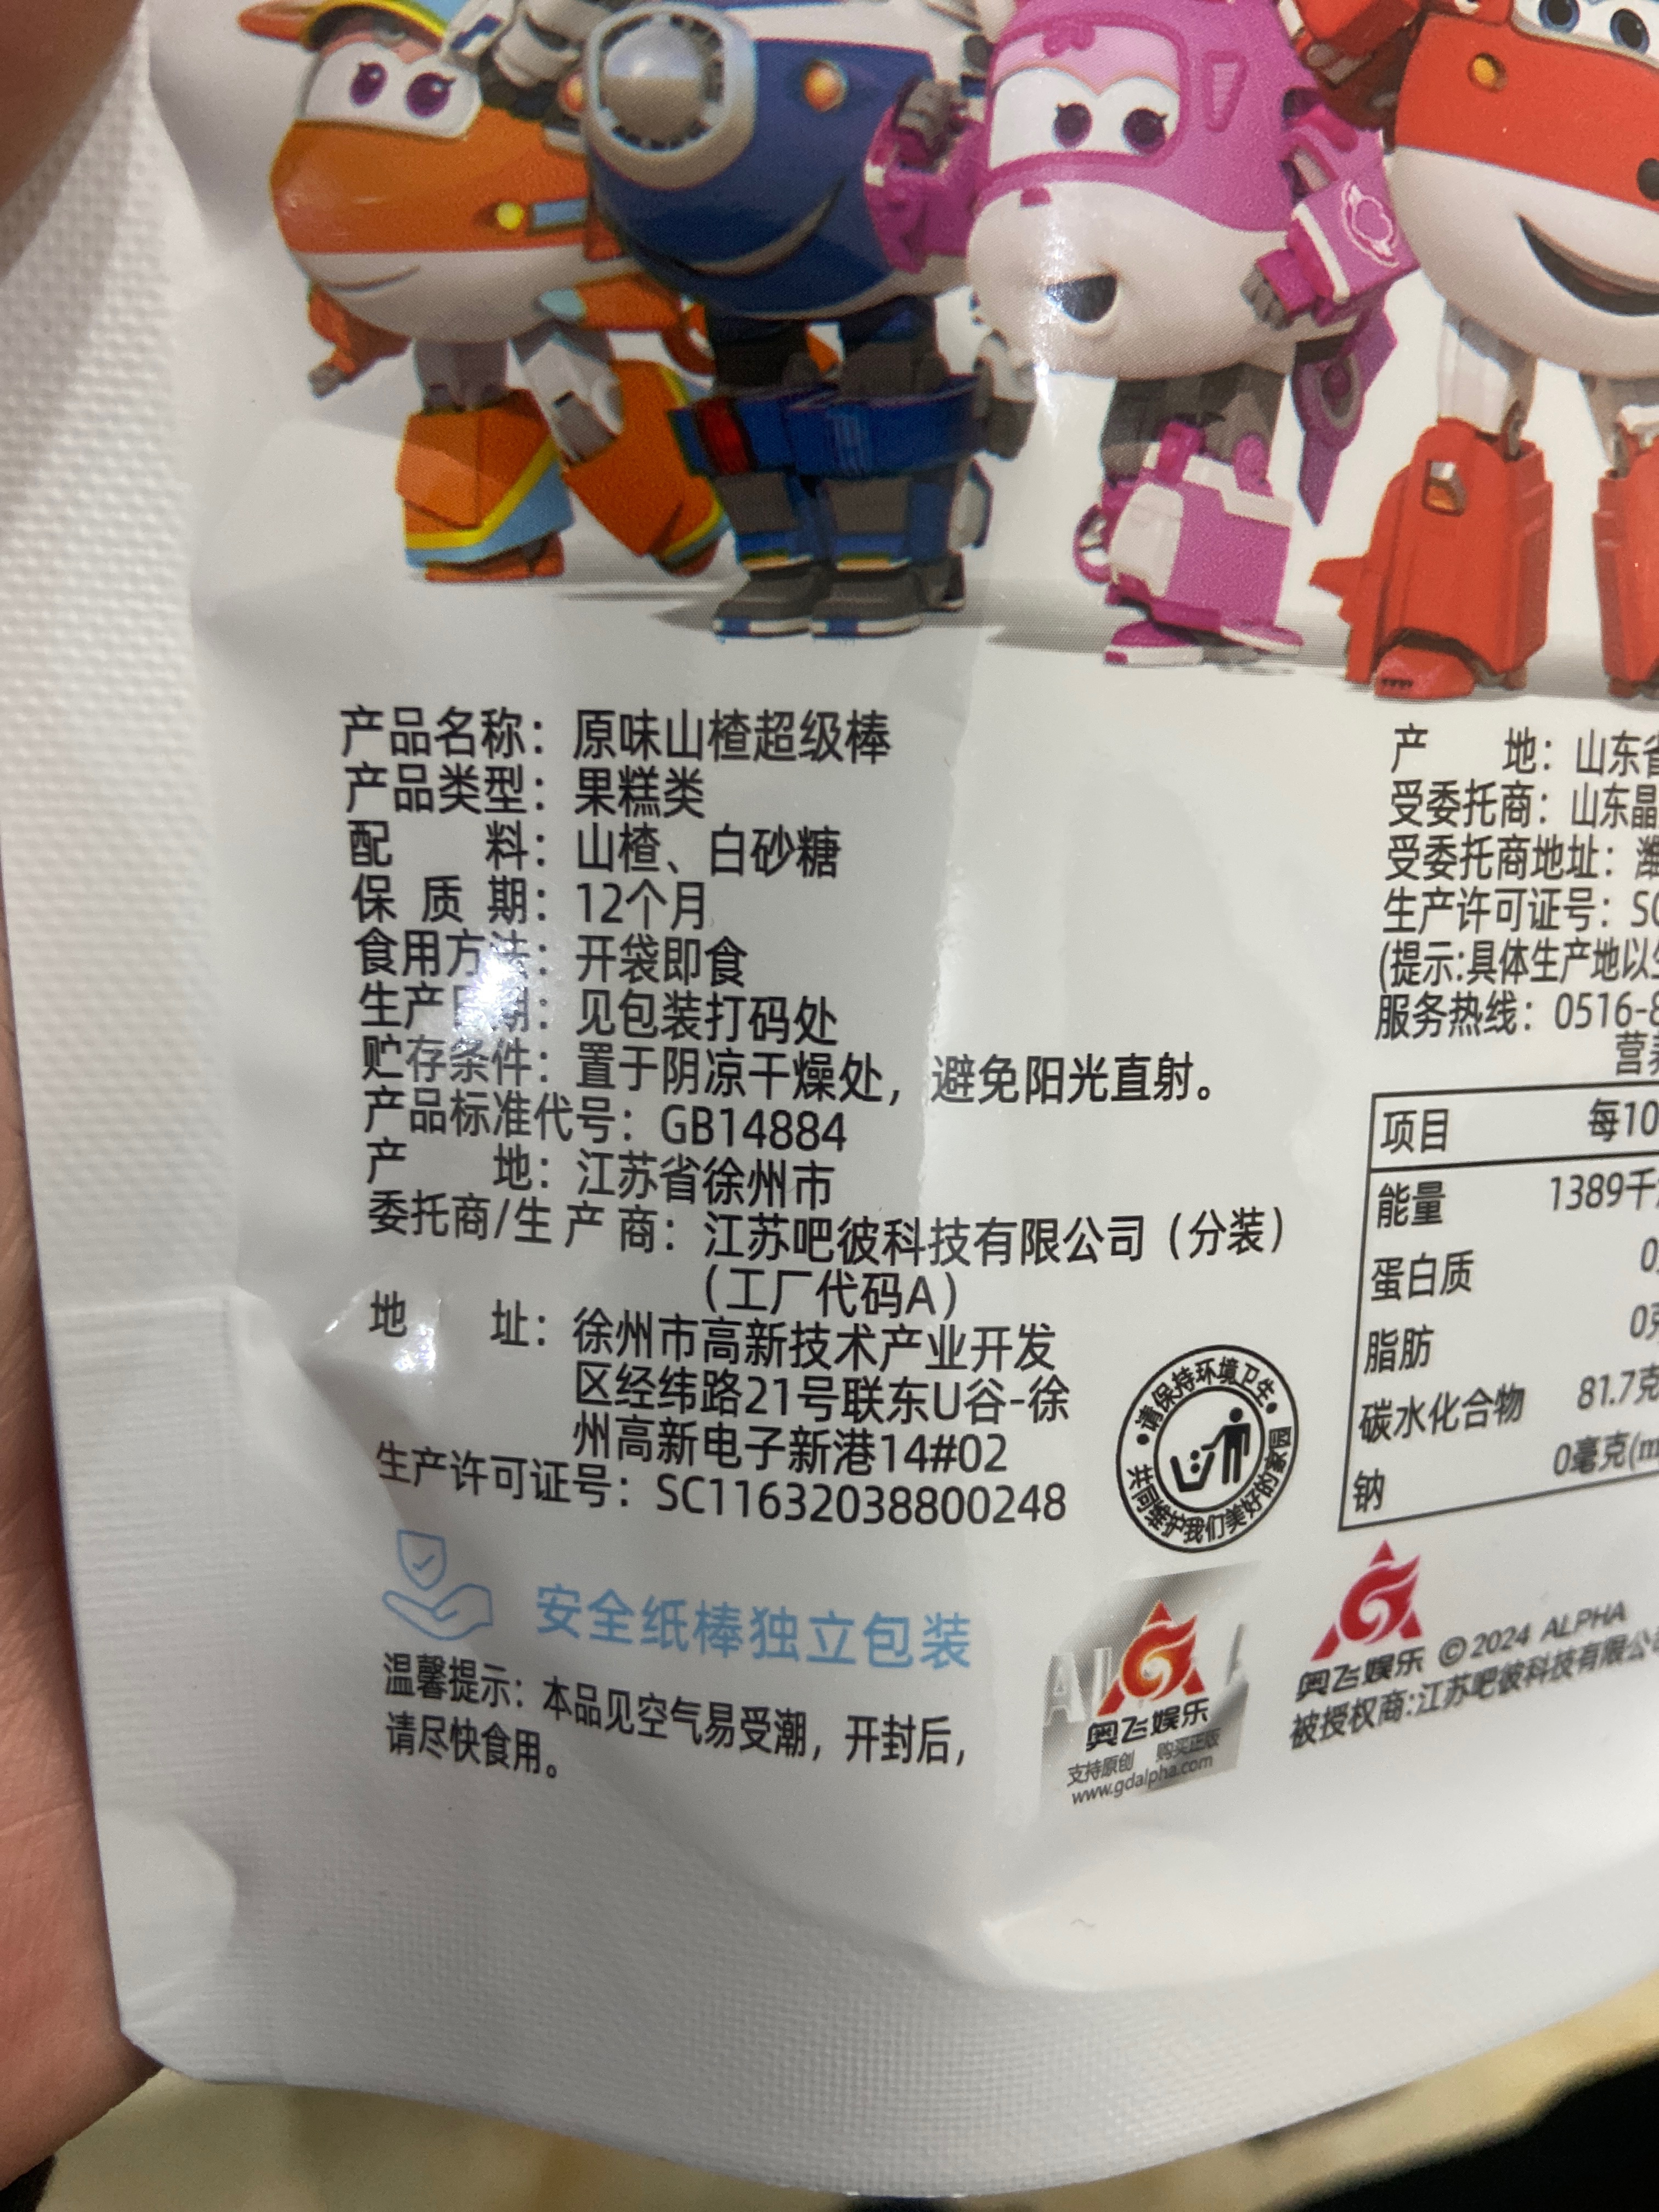 产品名称：原味山楂超级棒
产品类型：果糕类
配料：山楂、白砂糖
保质期：12个月
食用方法：开袋即食
生产日期：见包装打码处
贮存条件：置于阴凉干燥处，避免阳光直射。
产品标准代号：GB14884
产地：江苏省徐州市
委托商/生产商：江苏吧彼科技有限公司（分装）
（工厂代码A）
地址：徐州市高新技术产业开发
区经纬路21号联东U谷-徐
州高新电子新港14#02
生产许可证号：SC11632038800248
安全纸棒独立包装
温馨提示：本品见空气易受潮，开封后，
请尽快食用。
请保持环境卫生
共同维护我们美好的家园
奥飞娱乐
支持原创 购买正版
www.gdalpha.com
产地：山东省
受委托商：山东晶
受委托商地址：潍
生产许可证号：SC
(提示:具体生产地以生
服务热线：0516-8
营养
项目 每10
能量 1389千
蛋白质 0
脂肪 0克
碳水化合物 81.7克
钠 0毫克(m
奥飞娱乐 ©2024 ALPHA
被授权商:江苏吧彼科技有限公司